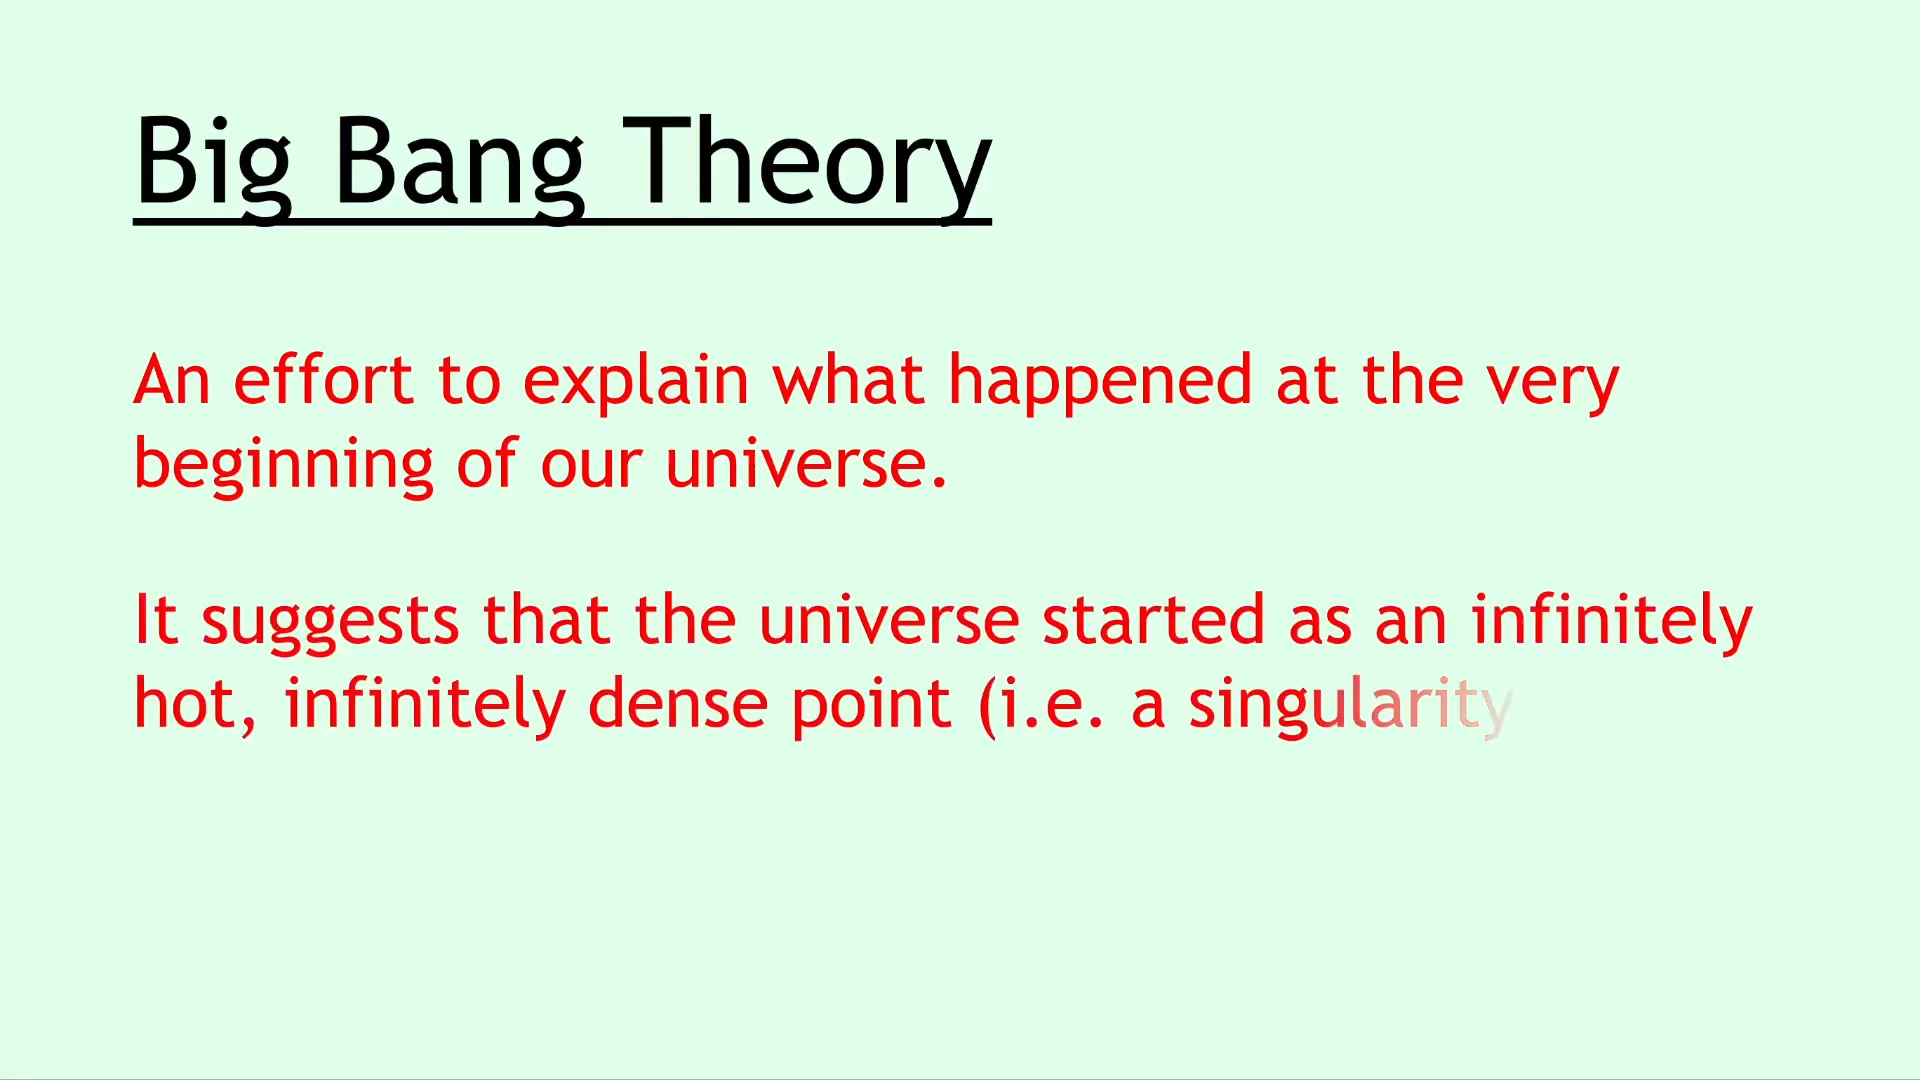 Big Bang Theory
An effort to explain what happened at the very
beginning of our universe.
It suggests that the universe started as an infinitely
hot, infinitely dense point (i.e. a singularity